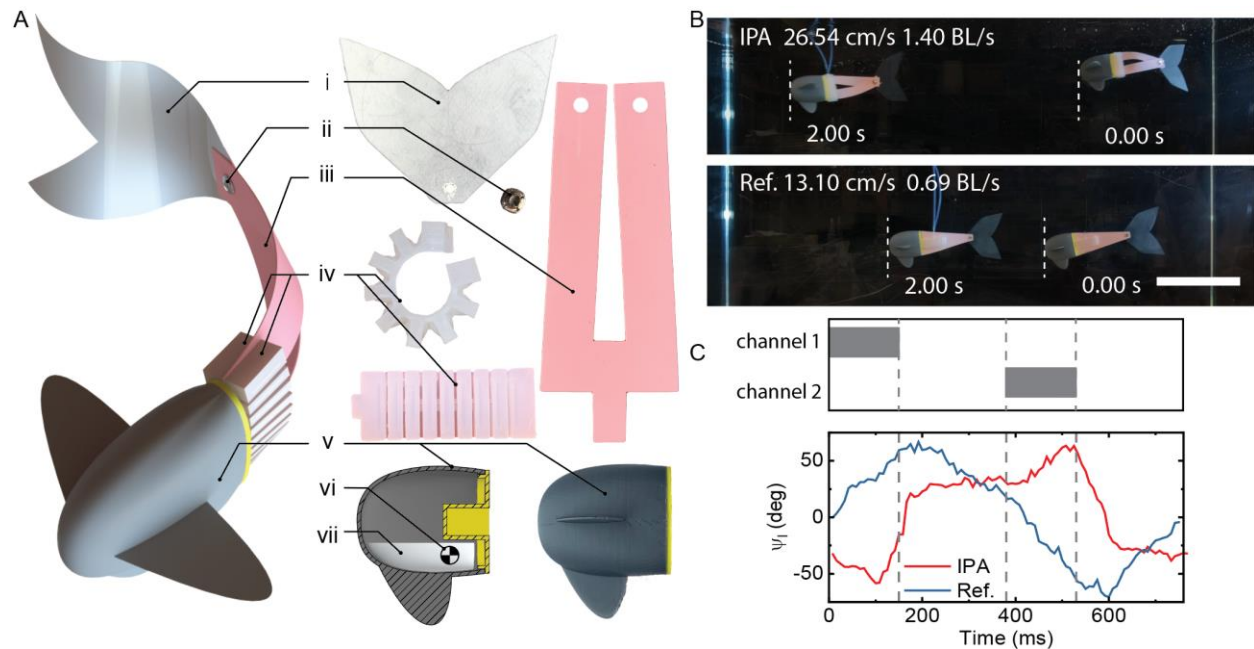 A
i
ii
iii
iv
v
vi
vii
B
IPA 26.54 cm/s 1.40 BL/s
2.00 s
0.00 s
Ref. 13.10 cm/s 0.69 BL/s
2.00 s
0.00 s
C
channel 1
channel 2
50
0
-50
ψI (deg)
IPA
Ref.
0
200
400
600
Time (ms)